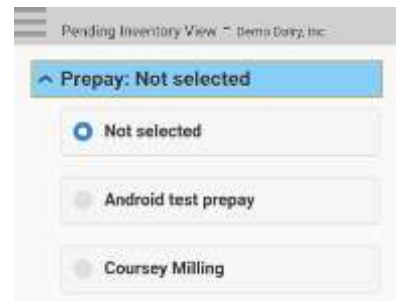 Pending Inventory View - Demo Dairy, Inc
Prepay: Not selected
Not selected
Android test prepay
Coursey Milling